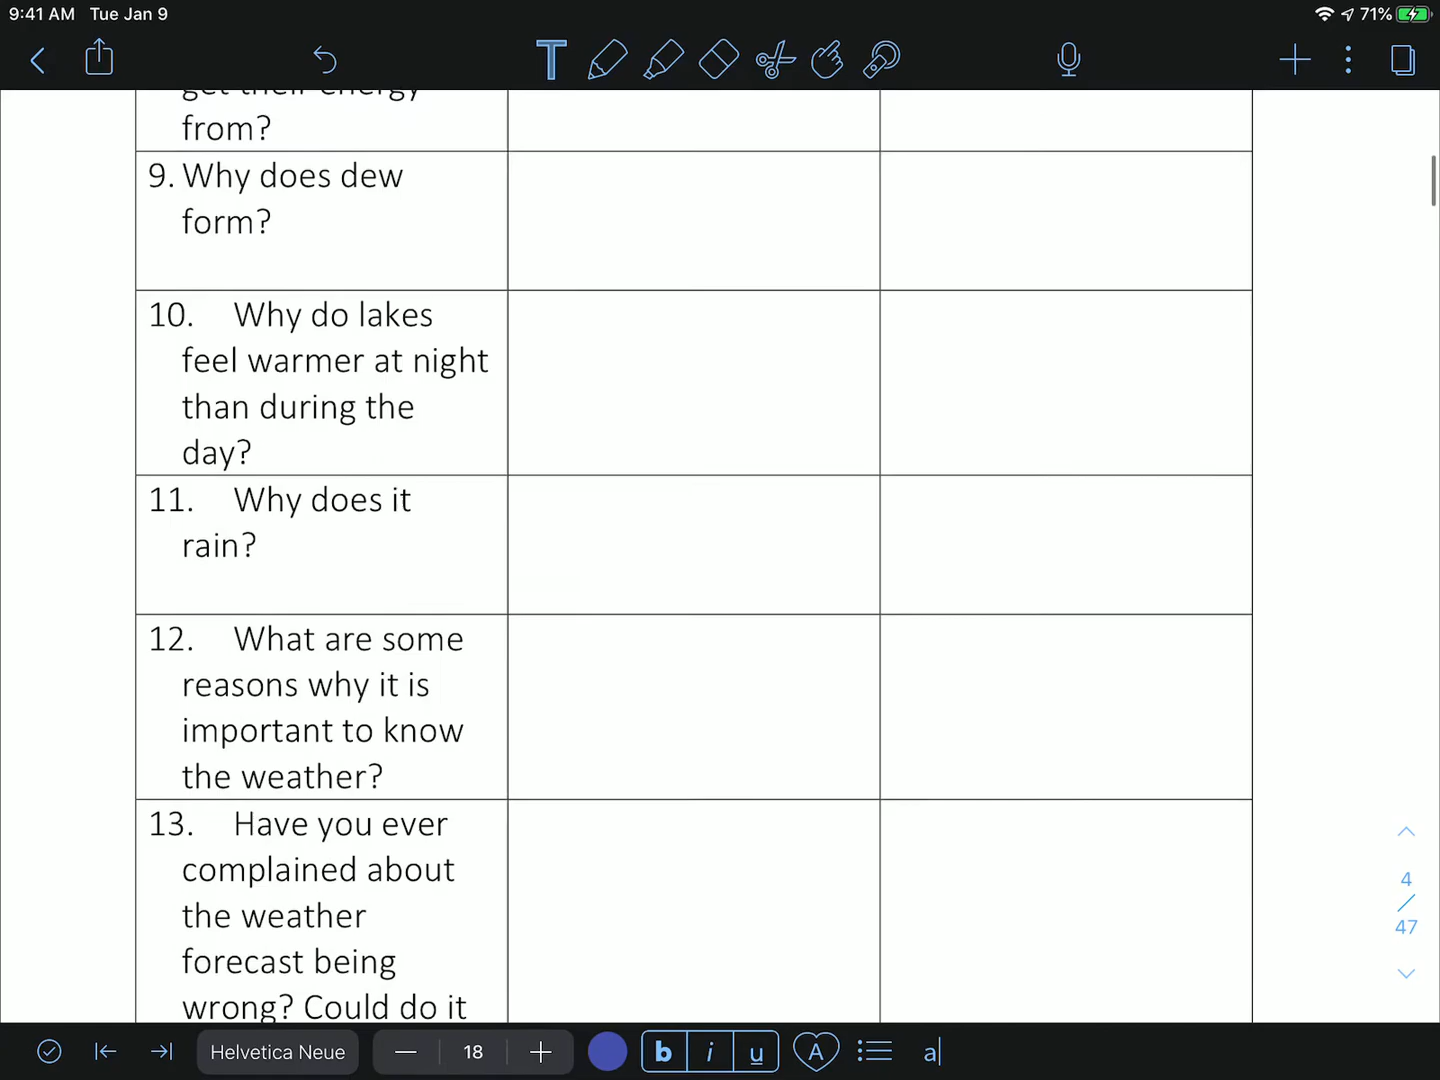 9:41 AM Tue Jan 9
71%
T
get their energy
from?
9. Why does dew
form?
10. Why do lakes
feel warmer at night
than during the
day?
11. Why does it
rain?
12. What are some
reasons why it is
important to know
the weather?
13. Have you ever
complained about
the weather
forecast being
wrong? Could do it
4
/
47
Helvetica Neue
— 18 +
b i u
A
a|